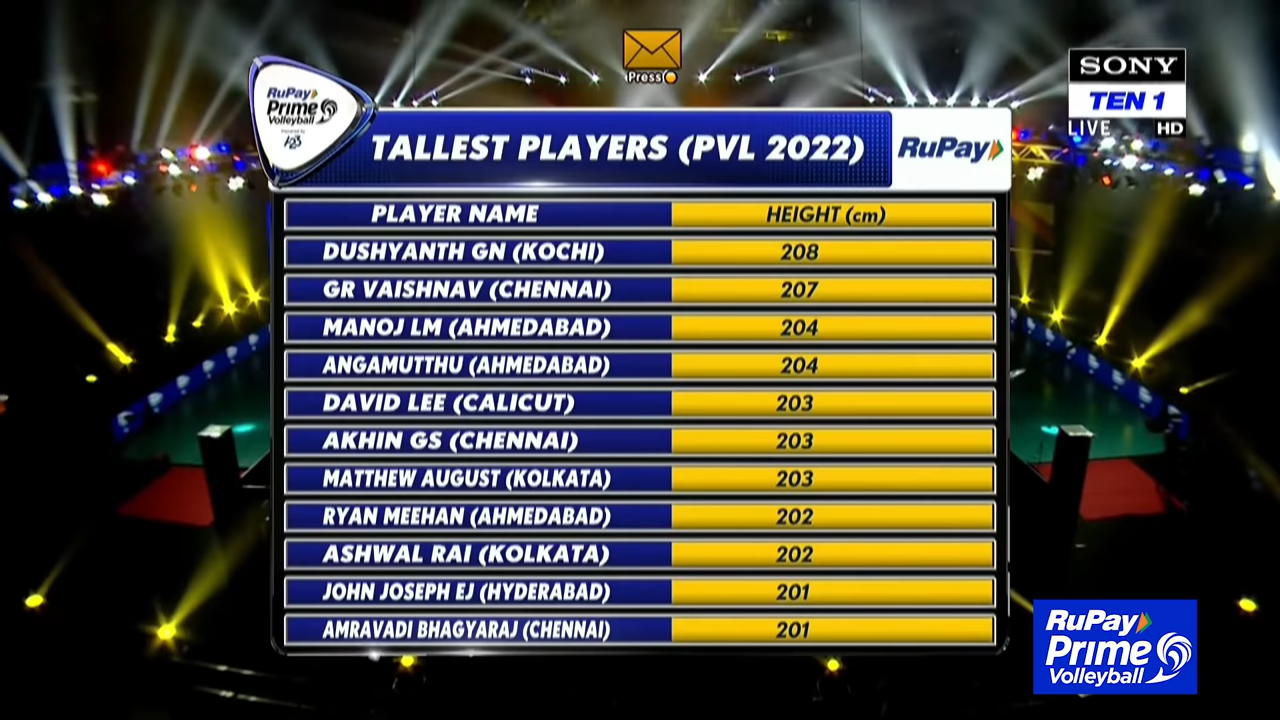 Press
SONY
TEN 1
LIVE HD
RuPay
Prime
Volleyball
Powered by
A23
TALLEST PLAYERS (PVL 2022)
RuPay
PLAYER NAME HEIGHT (cm)
DUSHYANTH GN (KOCHI) 208
GR VAISHNAV (CHENNAI) 207
MANOJ LM (AHMEDABAD) 204
ANGAMUTTHU (AHMEDABAD) 204
DAVID LEE (CALICUT) 203
AKHIN GS (CHENNAI) 203
MATTHEW AUGUST (KOLKATA) 203
RYAN MEEHAN (AHMEDABAD) 202
ASHWAL RAI (KOLKATA) 202
JOHN JOSEPH EJ (HYDERABAD) 201
AMRAVADI BHAGYARAJ (CHENNAI) 201
RuPay
Prime
Volleyball